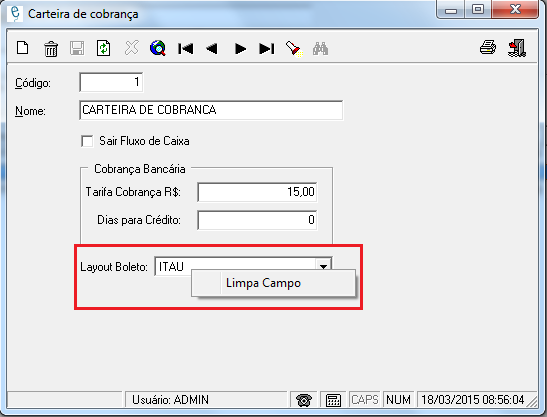 Carteira de cobrança
Código: 1
Nome: CARTEIRA DE COBRANCA
Sair Fluxo de Caixa
Cobrança Bancária
Tarifa Cobrança R$: 15,00
Dias para Crédito: 0
Layout Boleto: ITAU
Limpa Campo
Usuário: ADMIN CAPS NUM 18/03/2015 08:56:04